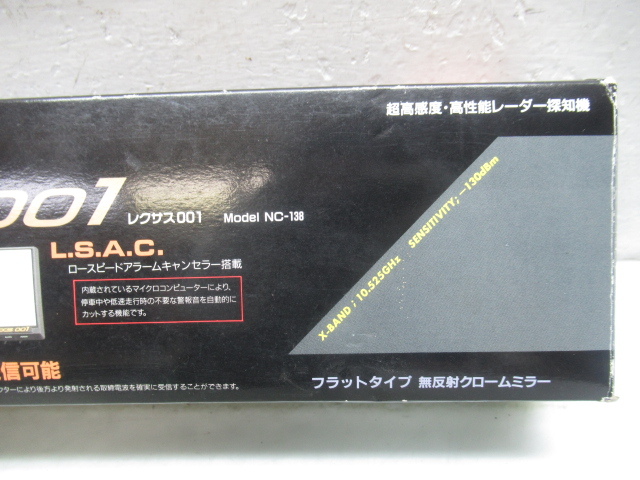 超高感度・高性能レーダー探知機
001
レクサス001 Model NC-138
L.S.A.C.
ロースピードアラームキャンセラー搭載
内蔵されているマイクロコンピューターにより、
停車中や低速走行時の不要な警報音を自動的に
カットする機能です。
X-BAND ; 10.525GHz SENSITIVITY; −130dBm
001
信可能
クターにより後方より発射される取締電波を確実に受信することができます。
フラットタイプ 無反射クロームミラー